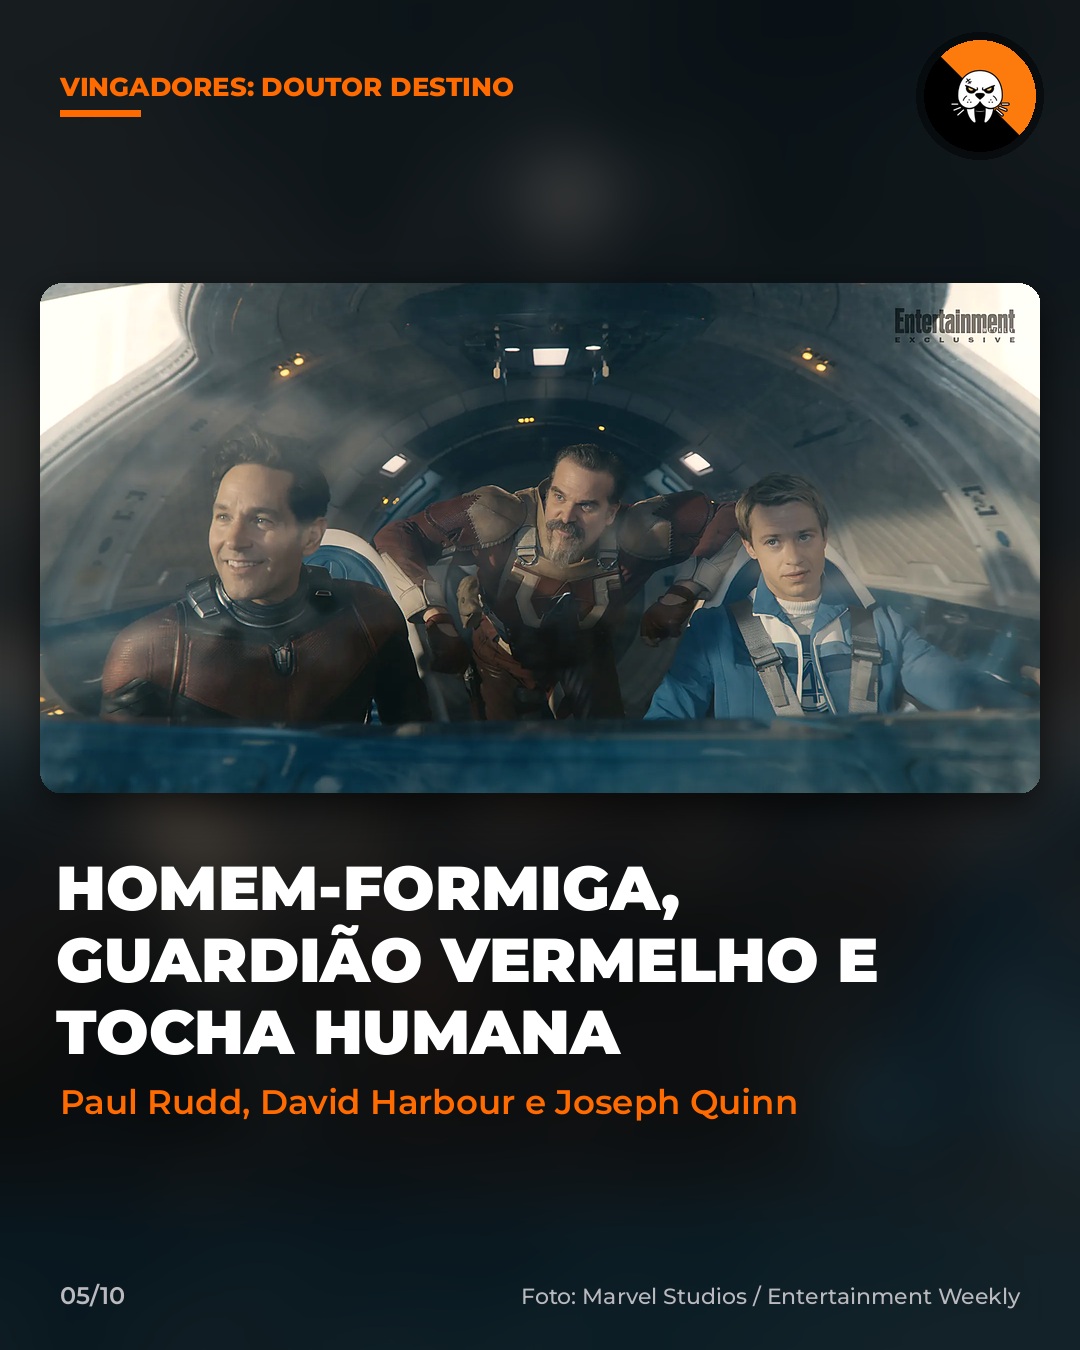 VINGADORES: DOUTOR DESTINO
Entertainment
EXCLUSIVE
HOMEM-FORMIGA,
GUARDIÃO VERMELHO E
TOCHA HUMANA
Paul Rudd, David Harbour e Joseph Quinn
05/10
Foto: Marvel Studios / Entertainment Weekly